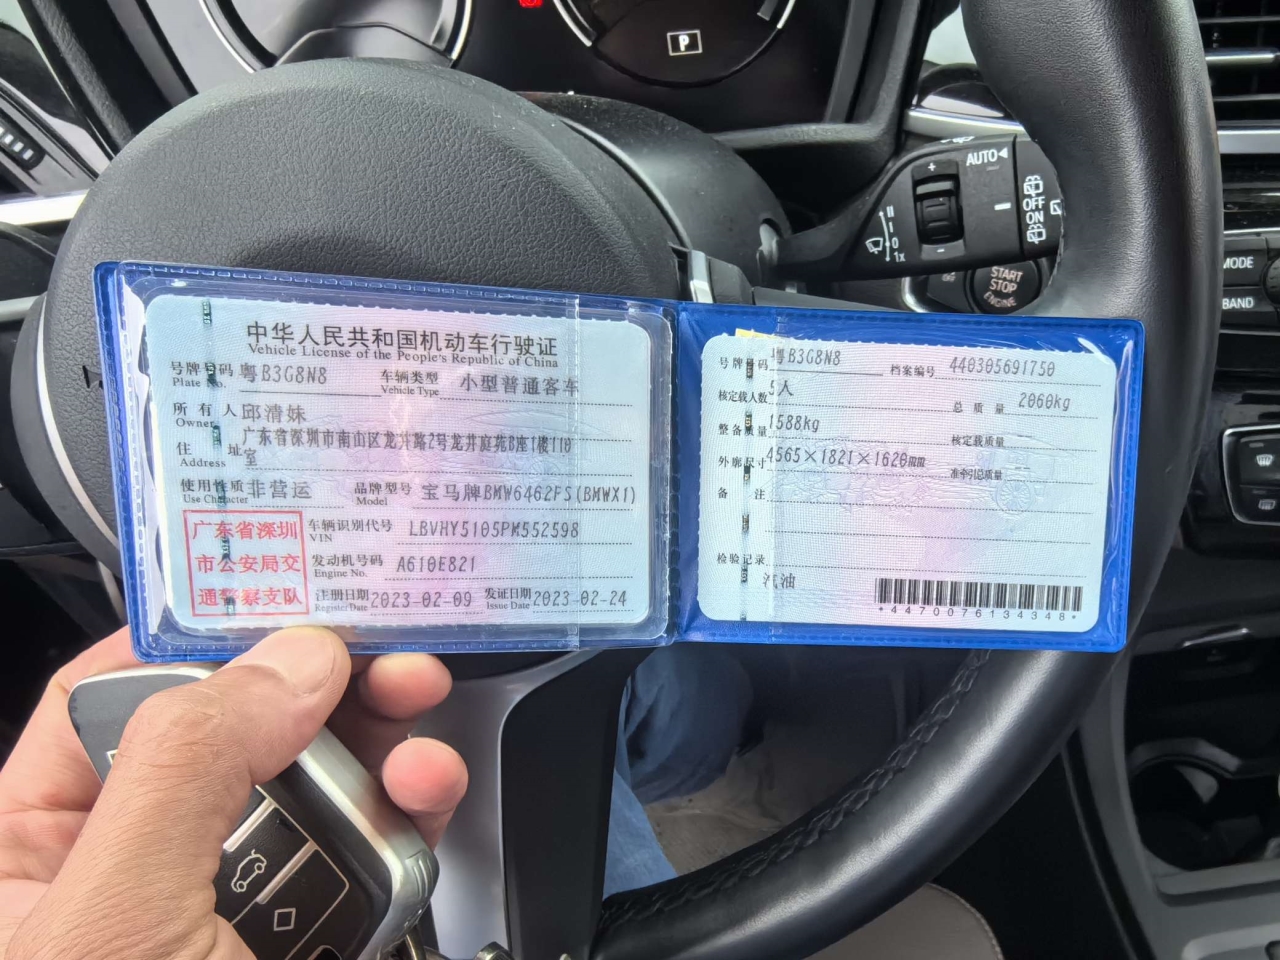 P
AUTO
OFF
ON
1x
START
STOP
ENGINE
MODE
BAND
中华人民共和国机动车行驶证
Vehicle License of the People's Republic of China
号牌号码 粤B3G8N8 车辆类型 小型普通客车
Plate No. Vehicle Type
所有人 邱清妹
Owner
住址 广东省深圳市南山区龙井路2号龙井庭苑B座1楼110
Address 室
使用性质 非营运 品牌型号 宝马牌BMW6462FS(BMWX1)
Use Character Model
广东省深圳
市公安局交
通警察支队
车辆识别代号 LBVHY5105PM552598
VIN
发动机号码 A610E821
Engine No.
注册日期 2023-02-09 发证日期 2023-02-24
Register Date Issue Date
号牌号码 粤B3G8N8 档案编号 440305691750
核定载人数 5人 总质量 2060kg
整备质量 1588kg 核定载质量
外廓尺寸 4565×1821×1620mm 准牵引总质量
备注
检验记录
汽油
*4470076134348*